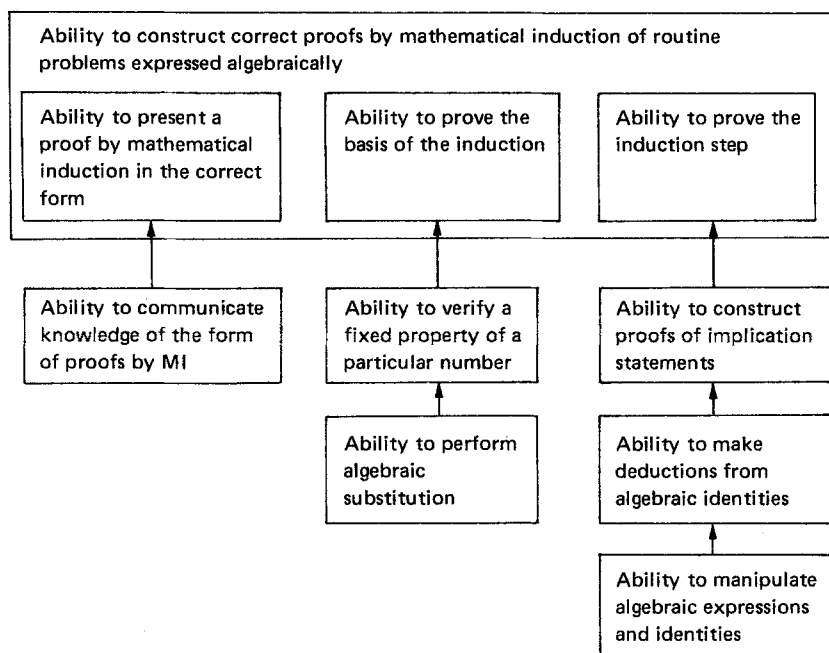 Ability to construct correct proofs by mathematical induction of routine
problems expressed algebraically
Ability to present a
proof by mathematical
induction in the correct
form
Ability to prove the
basis of the induction
Ability to prove the
induction step
Ability to communicate
knowledge of the form
of proofs by MI
Ability to verify a
fixed property of a
particular number
Ability to construct
proofs of implication
statements
Ability to perform
algebraic
substitution
Ability to make
deductions from
algebraic identities
Ability to manipulate
algebraic expressions
and identities